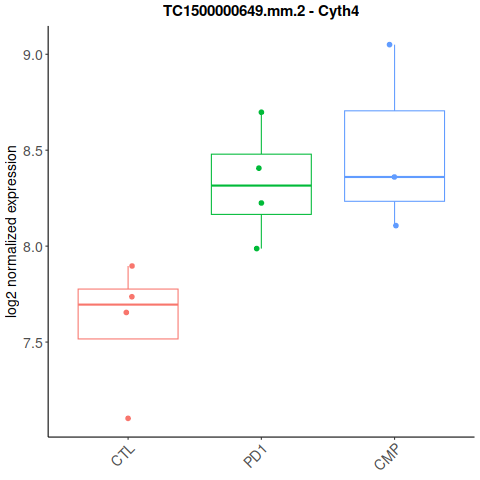 TC1500000649.mm.2 - Cyth4
log2 normalized expression
9.0
8.5
8.0
7.5
CTL
PD1
CMP